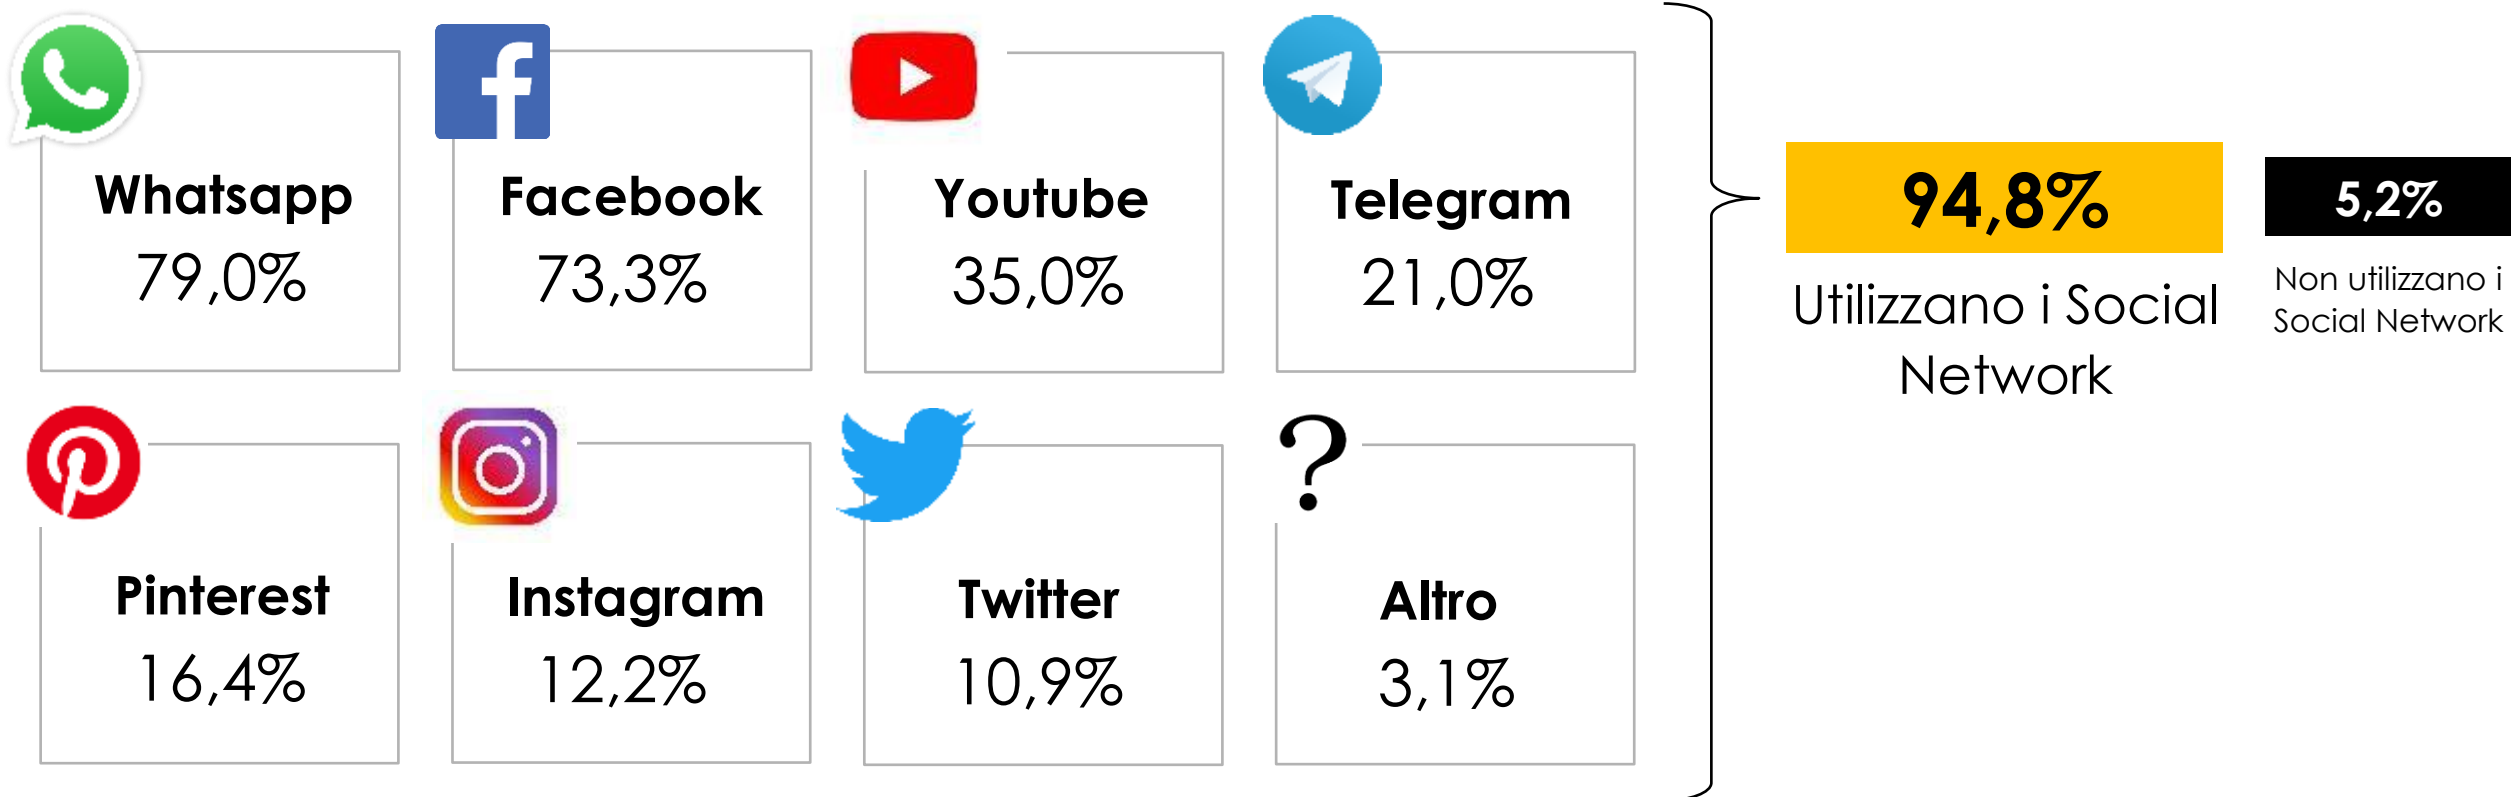 Whatsapp
79,0%
Facebook
73,3%
Youtube
35,0%
Telegram
21,0%
Pinterest
16,4%
Instagram
12,2%
Twitter
10,9%
?
Altro
3,1%
94,8%
Utilizzano i Social
Network
5,2%
Non utilizzano i
Social Network